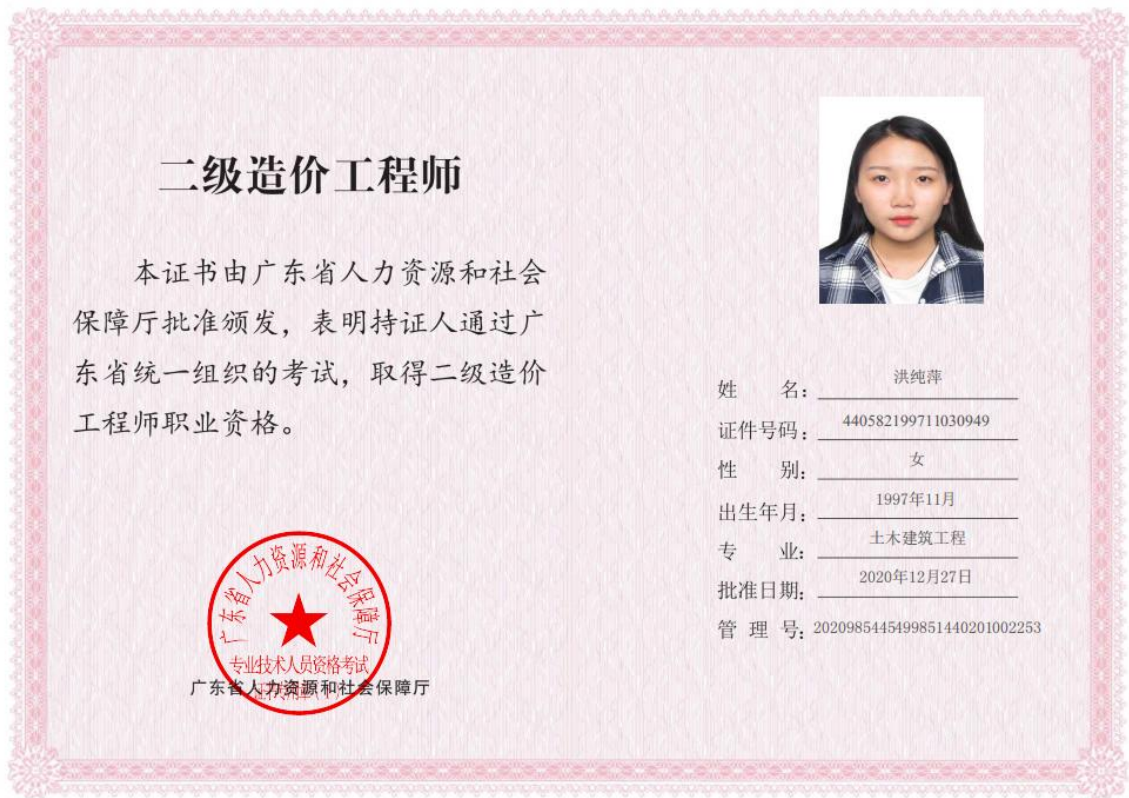 二级造价工程师
本证书由广东省人力资源和社会
保障厅批准颁发，表明持证人通过广
东省统一组织的考试，取得二级造价
工程师职业资格。
姓 名：洪纯萍
证件号码：440582199711030949
性 别：女
出生年月：1997年11月
专 业：土木建筑工程
批准日期：2020年12月27日
管 理 号：2020985445499851440201002253
广东省人力资源和社会保障厅
专业技术人员资格考试
广东省人力资源和社会保障厅